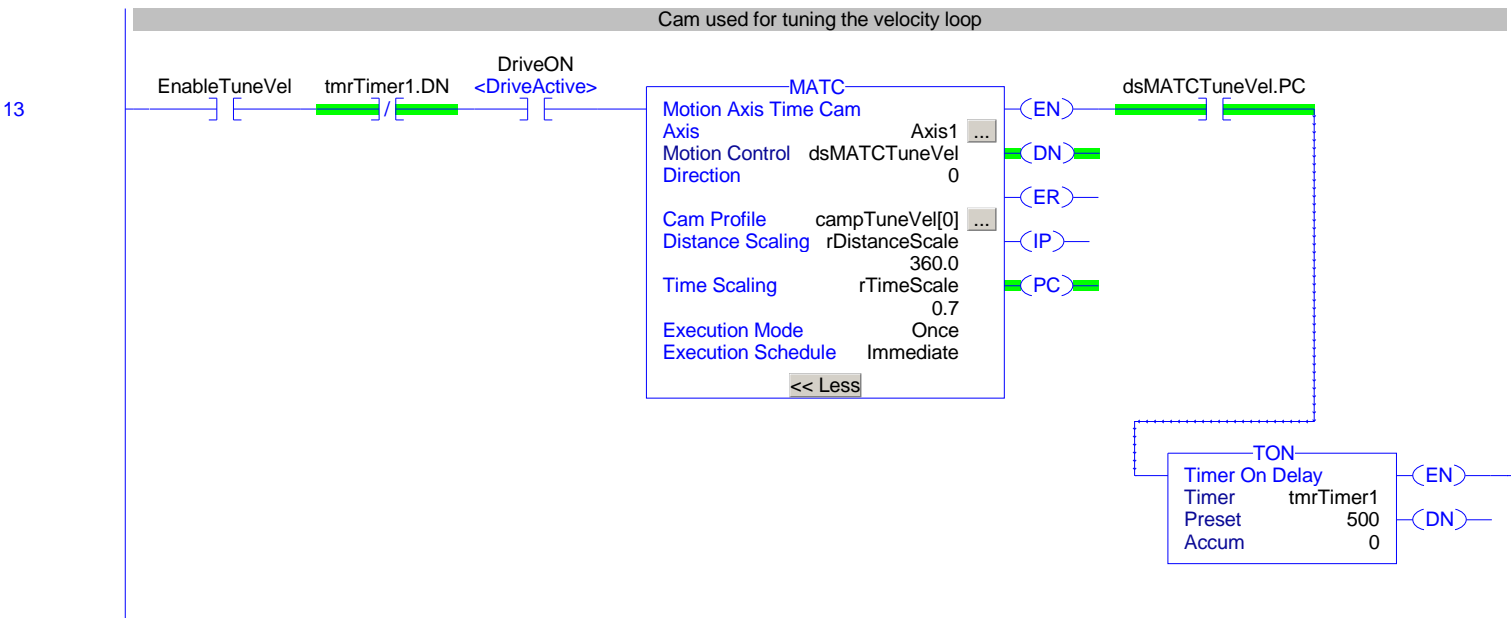 Cam used for tuning the velocity loop
13
EnableTuneVel
tmrTimer1.DN
DriveON
<DriveActive>
MATC
Motion Axis Time Cam
Axis Axis1 ...
Motion Control dsMATCTuneVel
Direction 0
Cam Profile campTuneVel[0] ...
Distance Scaling rDistanceScale
360.0
Time Scaling rTimeScale
0.7
Execution Mode Once
Execution Schedule Immediate
<< Less
EN
DN
ER
IP
PC
dsMATCTuneVel.PC
TON
Timer On Delay
Timer tmrTimer1
Preset 500
Accum 0
EN
DN